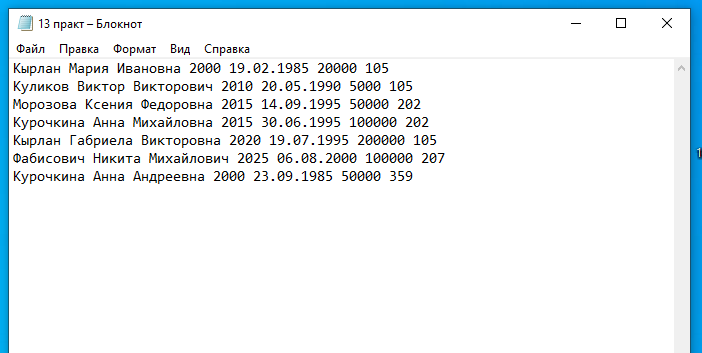 13 практ – Блокнот
Файл Правка Формат Вид Справка
Кырлан Мария Ивановна 2000 19.02.1985 20000 105
Куликов Виктор Викторович 2010 20.05.1990 5000 105
Морозова Ксения Федоровна 2015 14.09.1995 50000 202
Курочкина Анна Михайловна 2015 30.06.1995 100000 202
Кырлан Габриела Викторовна 2020 19.07.1995 200000 105
Фабисович Никита Михайлович 2025 06.08.2000 100000 207
Курочкина Анна Андреевна 2000 23.09.1985 50000 359